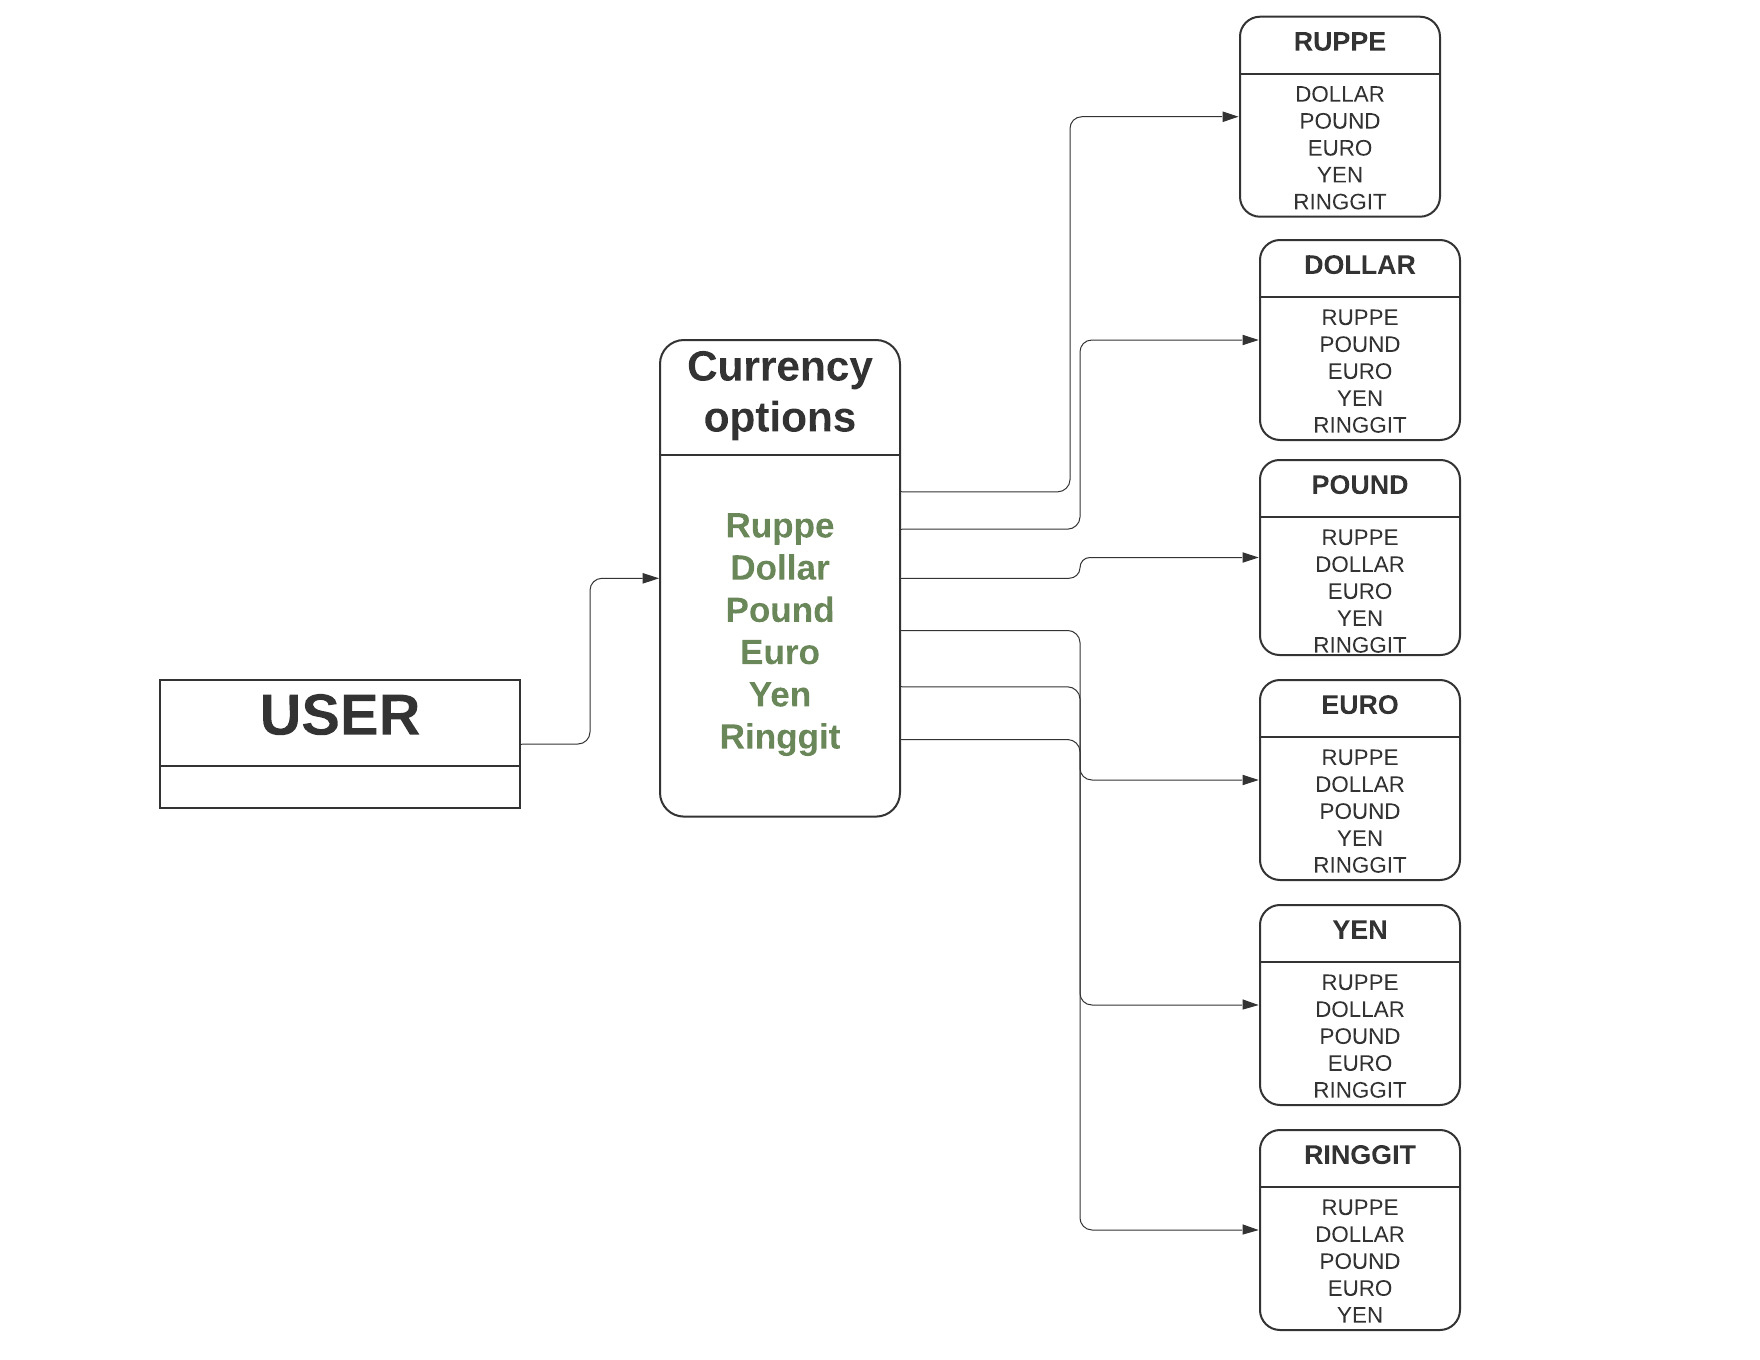 USER
Currency
options
Ruppe
Dollar
Pound
Euro
Yen
Ringgit
RUPPE
DOLLAR
POUND
EURO
YEN
RINGGIT
DOLLAR
RUPPE
POUND
EURO
YEN
RINGGIT
POUND
RUPPE
DOLLAR
EURO
YEN
RINGGIT
EURO
RUPPE
DOLLAR
POUND
YEN
RINGGIT
YEN
RUPPE
DOLLAR
POUND
EURO
RINGGIT
RINGGIT
RUPPE
DOLLAR
POUND
EURO
YEN